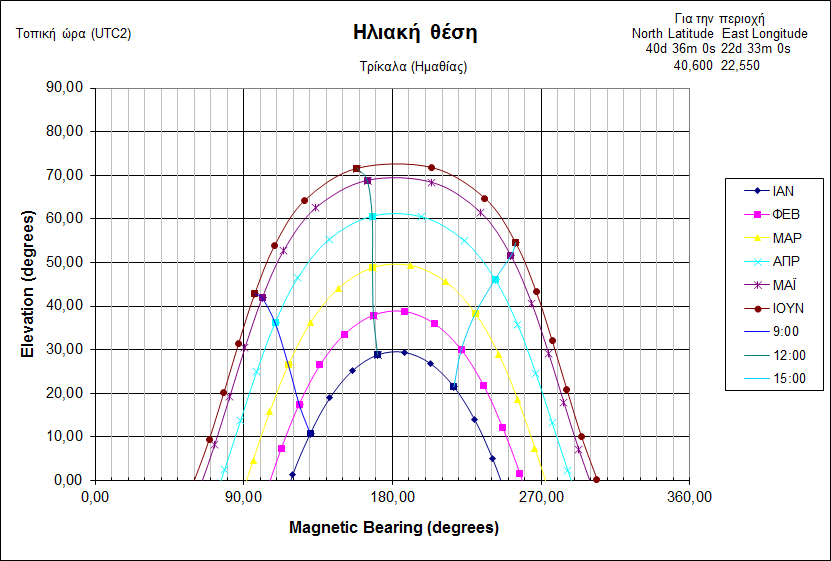 Τοπική ώρα (UTC2)
Ηλιακή θέση
Τρίκαλα (Ημαθίας)
Για την περιοχή
North Latitude East Longitude
40d 36m 0s 22d 33m 0s
40,600 22,550
90,00
80,00
70,00
60,00
50,00
40,00
30,00
20,00
10,00
0,00
Elevation (degrees)
0,00 90,00 180,00 270,00 360,00
Magnetic Bearing (degrees)
ΙΑΝ
ΦΕΒ
ΜΑΡ
ΑΠΡ
ΜΑΪ
ΙΟΥΝ
9:00
12:00
15:00